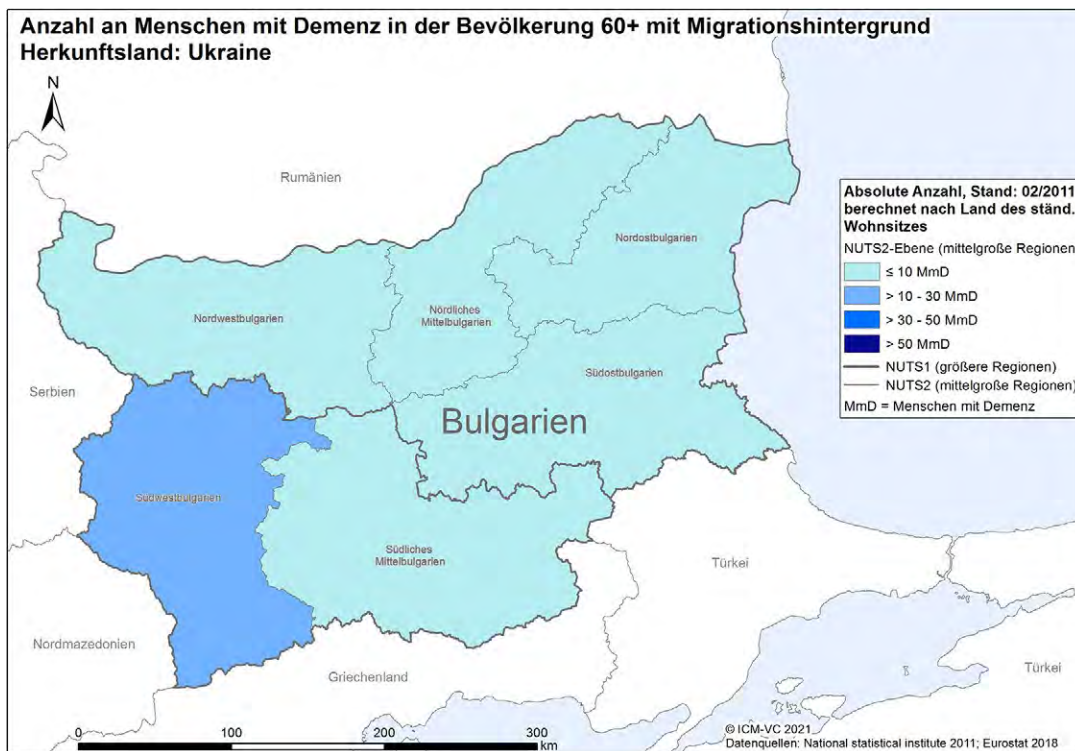 Anzahl an Menschen mit Demenz in der Bevölkerung 60+ mit Migrationshintergrund
Herkunftsland: Ukraine
N
Rumänien
Absolute Anzahl, Stand: 02/2011
berechnet nach Land des ständ.
Wohnsitzes
NUTS2-Ebene (mittelgroße Regionen
≤ 10 MmD
> 10 - 30 MmD
> 30 - 50 MmD
> 50 MmD
NUTS1 (größere Regionen)
NUTS2 (mittelgroße Regionen)
MmD = Menschen mit Demenz
Nordostbulgarien
Nördliches
Mittelbulgarien
Nordwestbulgarien
Südostbulgarien
Serbien
Bulgarien
Südwestbulgarien
Südliches
Mittelbulgarien
Türkei
Nordmazedonien
Griechenland
Türkei
0 100 200 300
km
© ICM-VC 2021
Datenquellen: National statistical institute 2011; Eurostat 2018